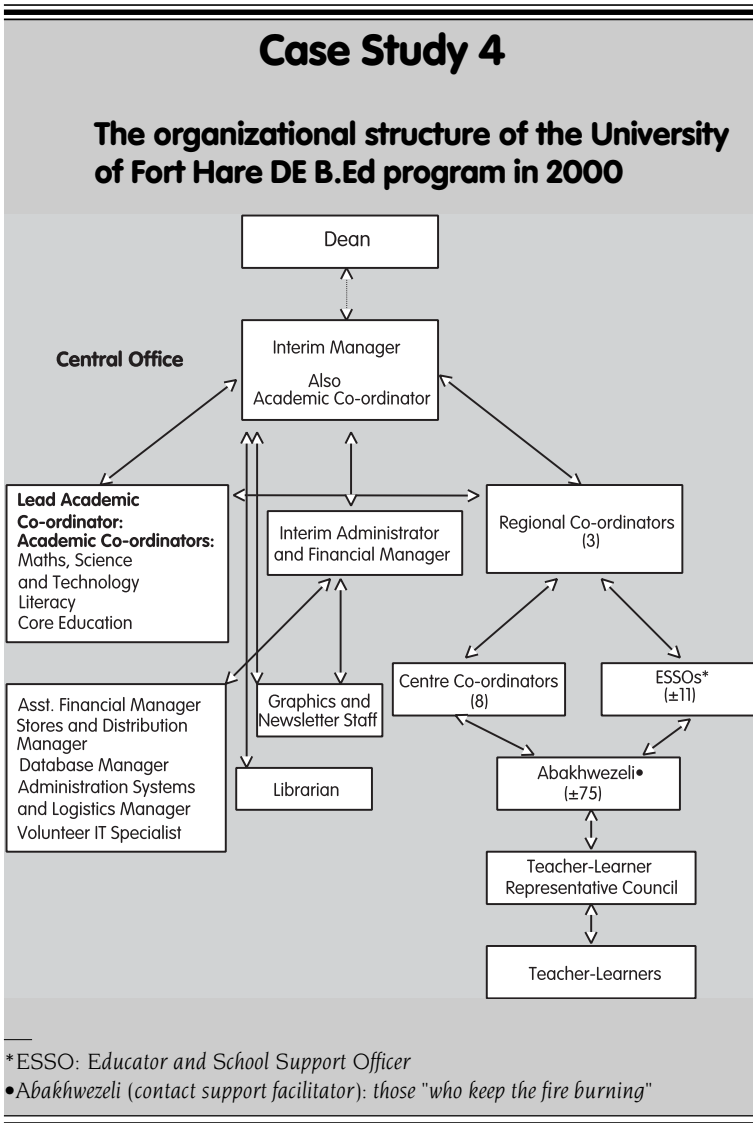 Case Study 4
The organizational structure of the University
of Fort Hare DE B.Ed program in 2000
Dean
Central Office
Interim Manager
Also
Academic Co-ordinator
Lead Academic
Co-ordinator:
Academic Co-ordinators:
Maths, Science
and Technology
Literacy
Core Education
Interim Administrator
and Financial Manager
Regional Co-ordinators
(3)
Asst. Financial Manager
Stores and Distribution
Manager
Database Manager
Administration Systems
and Logistics Manager
Volunteer IT Specialist
Graphics and
Newsletter Staff
Librarian
Centre Co-ordinators
(8)
ESSOs*
(±11)
Abakhwezeli•
(±75)
Teacher-Learner
Representative Council
Teacher-Learners
*ESSO: Educator and School Support Officer
•Abakhwezeli (contact support facilitator): those "who keep the fire burning"